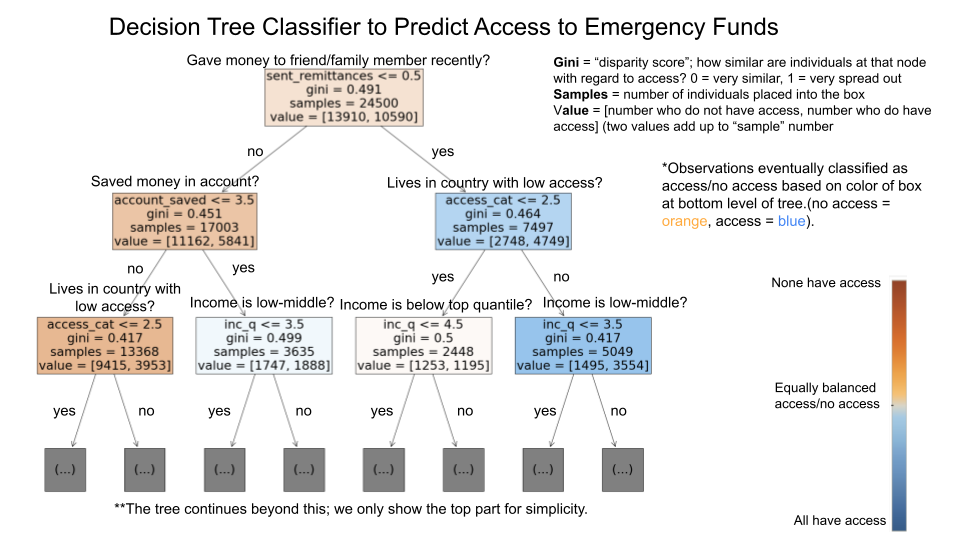 Decision Tree Classifier to Predict Access to Emergency Funds
Gave money to friend/family member recently?
sent_remittances <= 0.5
gini = 0.491
samples = 24500
value = [13910, 10590]
Gini = “disparity score”; how similar are individuals at that node
with regard to access? 0 = very similar, 1 = very spread out
Samples = number of individuals placed into the box
Value = [number who do not have access, number who do have
access] (two values add up to “sample” number
*Observations eventually classified as
access/no access based on color of box
at bottom level of tree.(no access =
orange, access = blue).
no
yes
Saved money in account?
account_saved <= 3.5
gini = 0.451
samples = 17003
value = [11162, 5841]
Lives in country with low access?
access_cat <= 2.5
gini = 0.464
samples = 7497
value = [2748, 4749]
no
yes
yes
no
Lives in country with
low access?
access_cat <= 2.5
gini = 0.417
samples = 13368
value = [9415, 3953]
Income is low-middle?
inc_q <= 3.5
gini = 0.499
samples = 3635
value = [1747, 1888]
Income is below top quantile?
inc_q <= 4.5
gini = 0.5
samples = 2448
value = [1253, 1195]
Income is low-middle?
inc_q <= 3.5
gini = 0.417
samples = 5049
value = [1495, 3554]
yes
no
yes
no
yes
no
yes
no
(...)
(...)
(...)
(...)
(...)
(...)
(...)
(...)
**The tree continues beyond this; we only show the top part for simplicity.
None have access
Equally balanced
access/no access
All have access